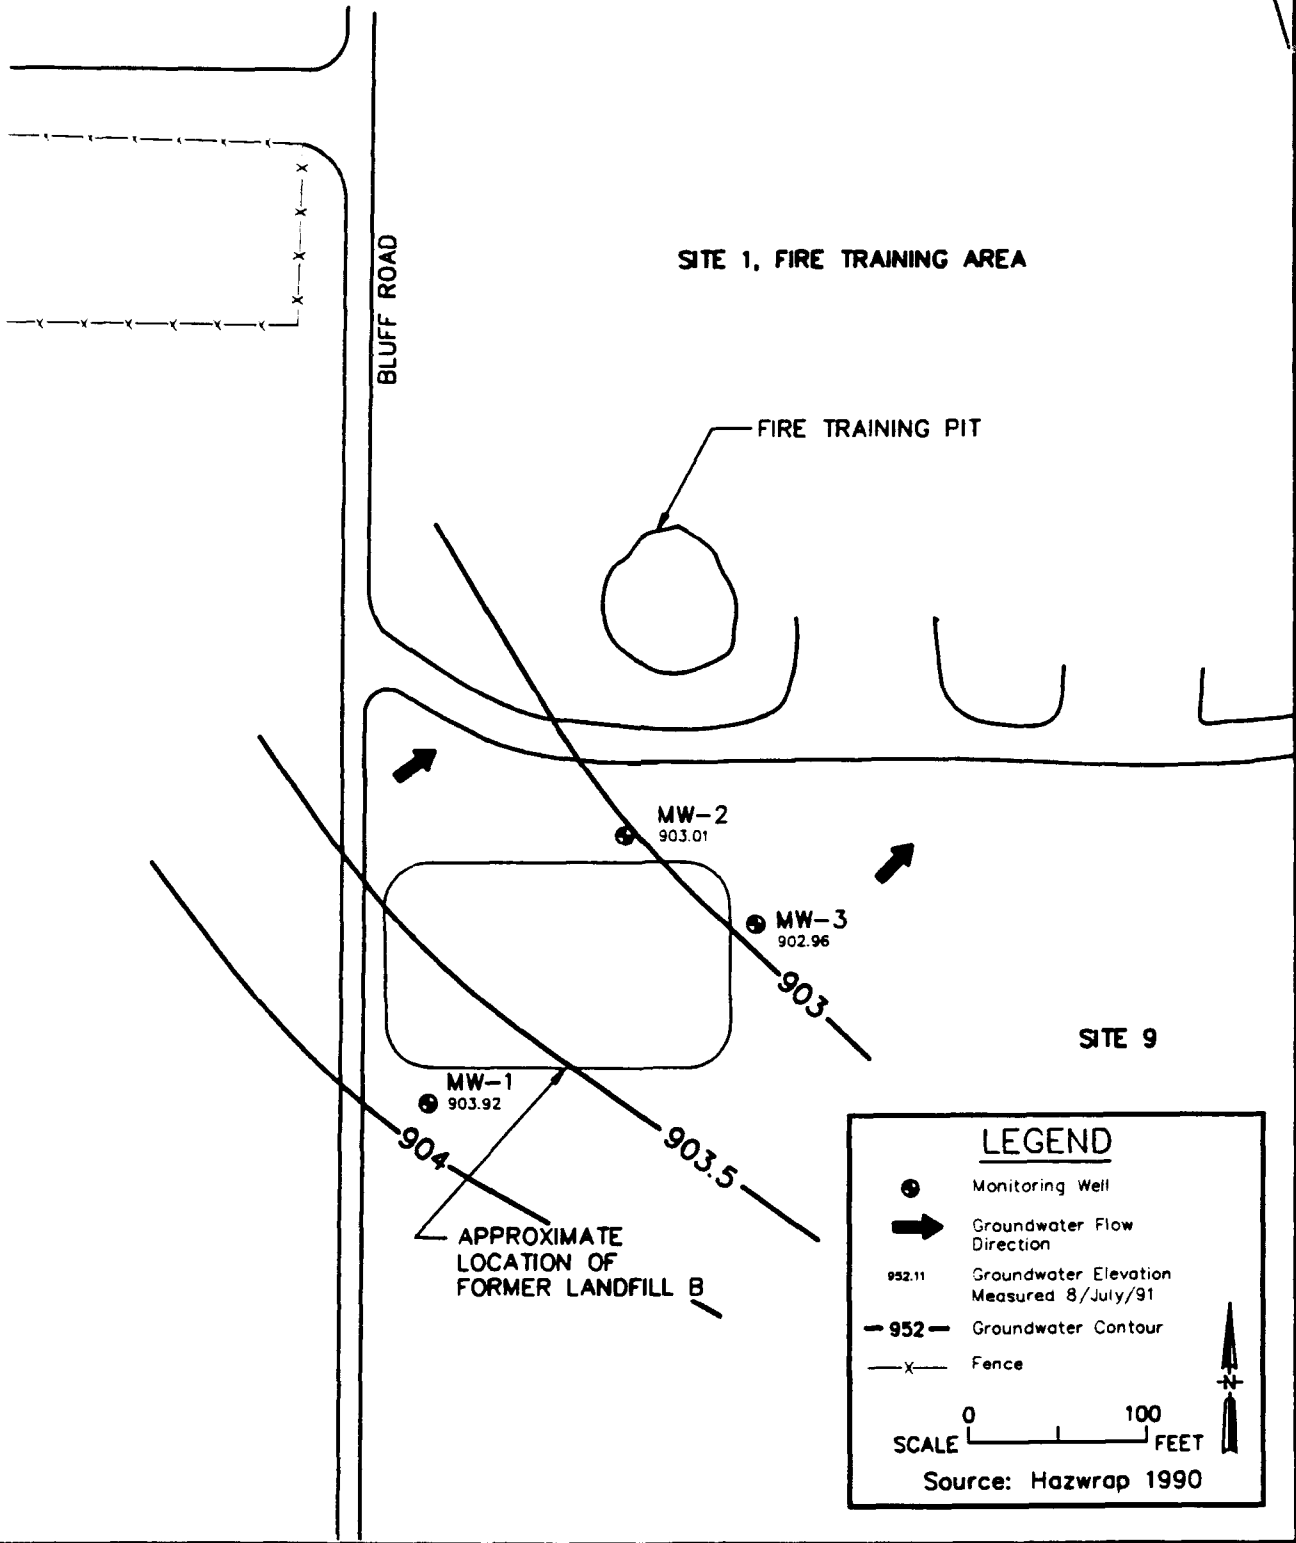 BLUFF ROAD
SITE 1, FIRE TRAINING AREA
FIRE TRAINING PIT
MW-2
903.01
MW-3
902.96
903
SITE 9
MW-1
903.92
904
903.5
APPROXIMATE
LOCATION OF
FORMER LANDFILL B
LEGEND
Monitoring Well
Groundwater Flow
Direction
952.11 Groundwater Elevation
Measured 8/July/91
952 Groundwater Contour
x Fence
N
0 100
SCALE FEET
Source: Hazwrap 1990